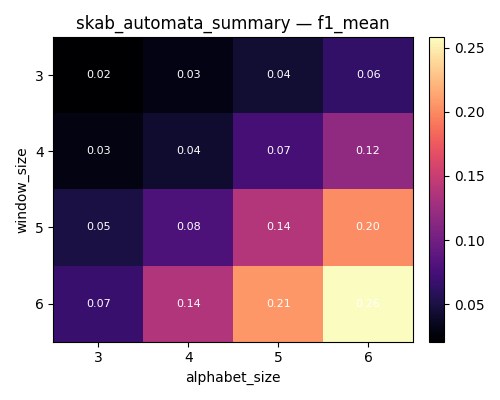 skab_automata_summary — f1_mean
3 0.02 0.03 0.04 0.06 0.25
4 0.03 0.04 0.07 0.12 0.20
5 0.05 0.08 0.14 0.20 0.15
6 0.07 0.14 0.21 0.26 0.10
0.05
3 4 5 6
alphabet_size
window_size